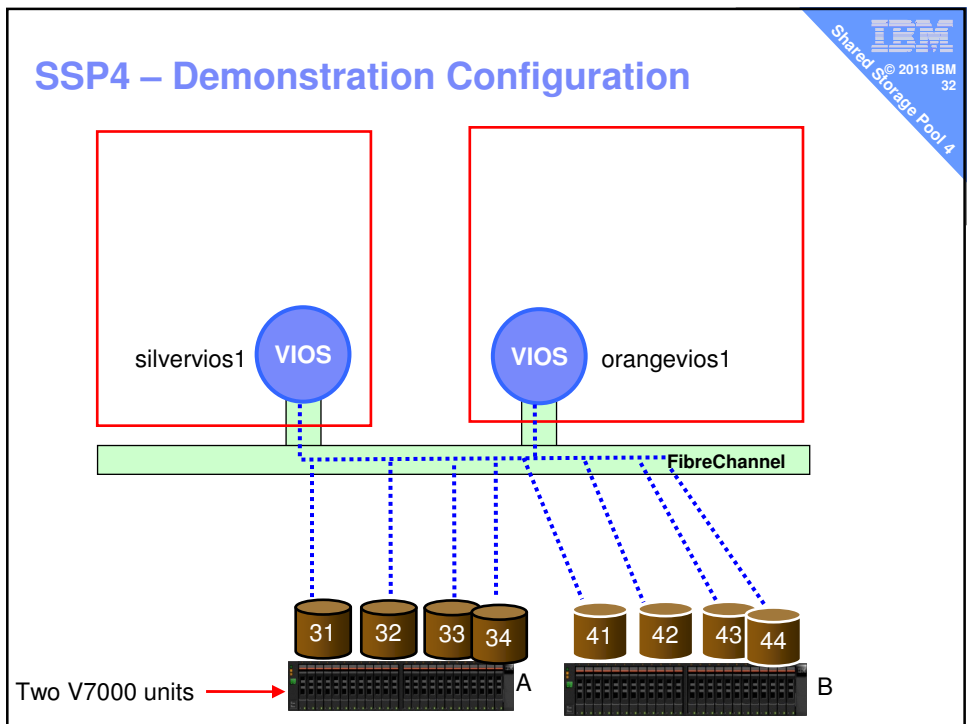 SSP4 – Demonstration Configuration
IBM
© 2013 IBM
32
Shared Storage Pool 4
silvervios1
VIOS
VIOS
orangevios1
FibreChannel
31
32
33
34
41
42
43
44
Two V7000 units
A
B